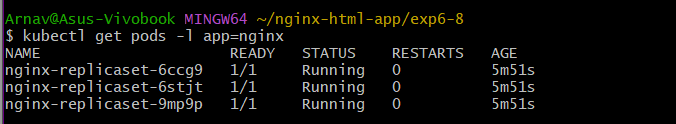 Arnav@Asus-Vivobook MINGW64 ~/nginx-html-app/exp6-8
$ kubectl get pods -l app=nginx
NAME READY STATUS RESTARTS AGE
nginx-replicaset-6ccg9 1/1 Running 0 5m51s
nginx-replicaset-6stjt 1/1 Running 0 5m51s
nginx-replicaset-9mp9p 1/1 Running 0 5m51s